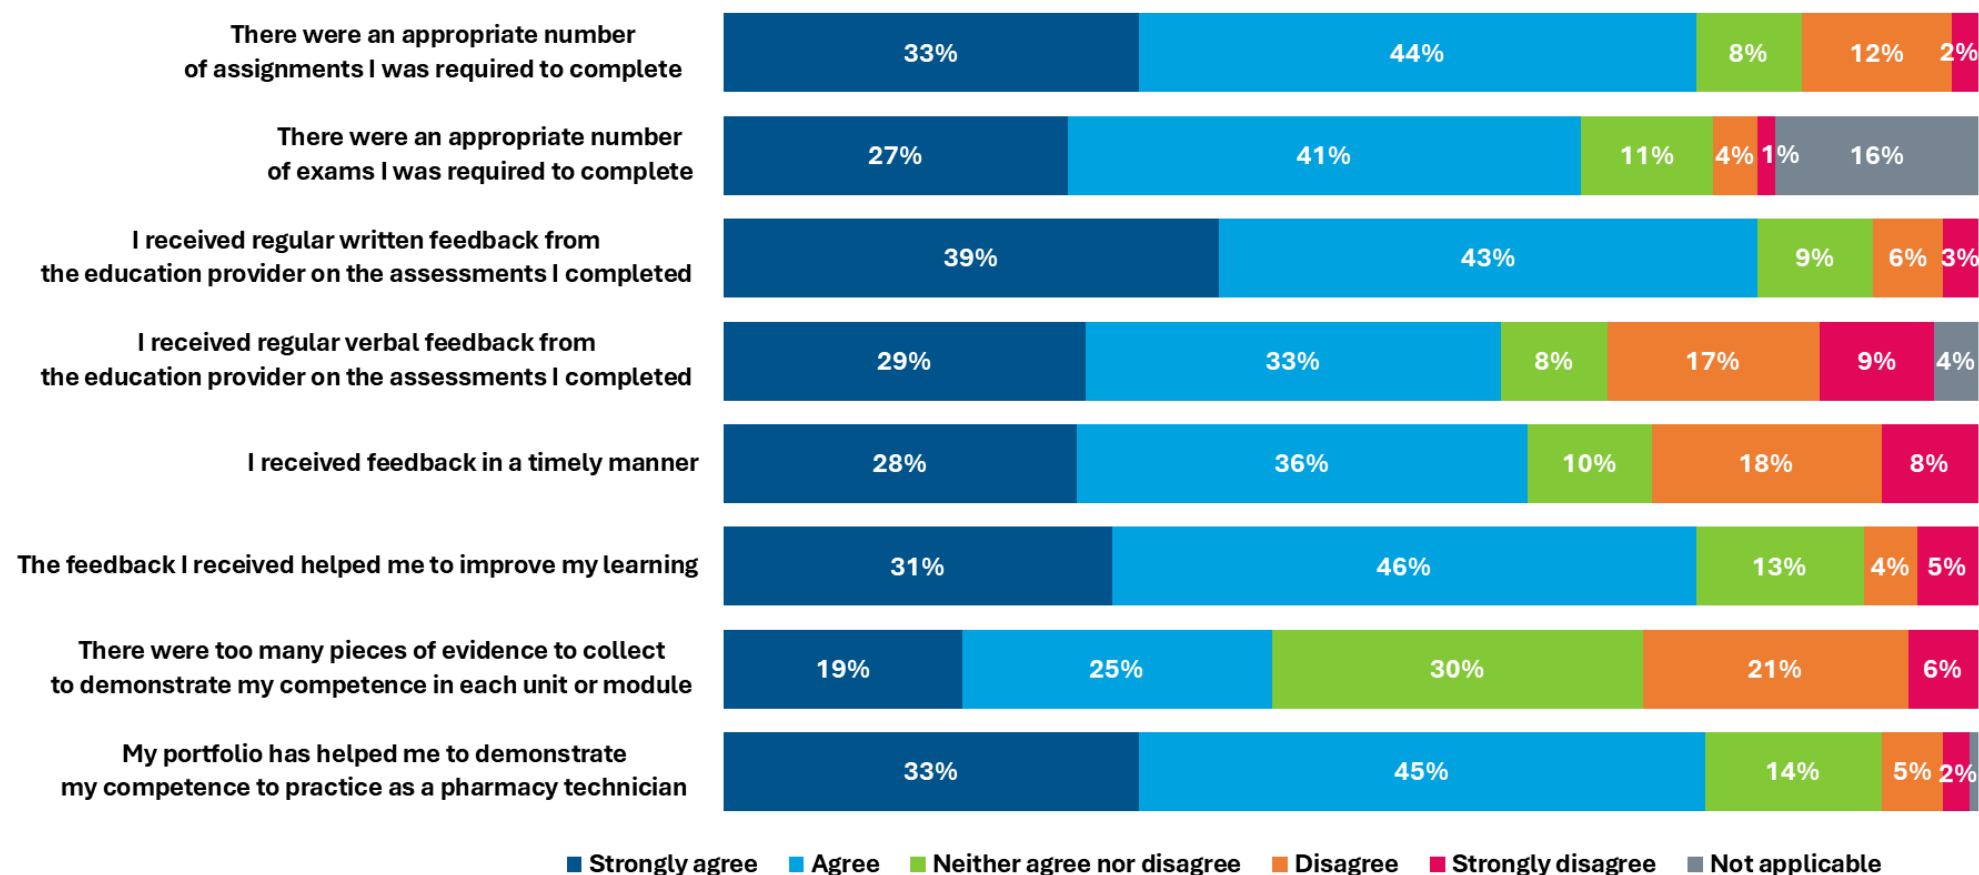 There were an appropriate number
of assignments I was required to complete
33% 44% 8% 12% 2%
There were an appropriate number
of exams I was required to complete
27% 41% 11% 4% 1% 16%
I received regular written feedback from
the education provider on the assessments I completed
39% 43% 9% 6% 3%
I received regular verbal feedback from
the education provider on the assessments I completed
29% 33% 8% 17% 9% 4%
I received feedback in a timely manner
28% 36% 10% 18% 8%
The feedback I received helped me to improve my learning
31% 46% 13% 4% 5%
There were too many pieces of evidence to collect
to demonstrate my competence in each unit or module
19% 25% 30% 21% 6%
My portfolio has helped me to demonstrate
my competence to practice as a pharmacy technician
33% 45% 14% 5% 2%
Strongly agree Agree Neither agree nor disagree Disagree Strongly disagree Not applicable